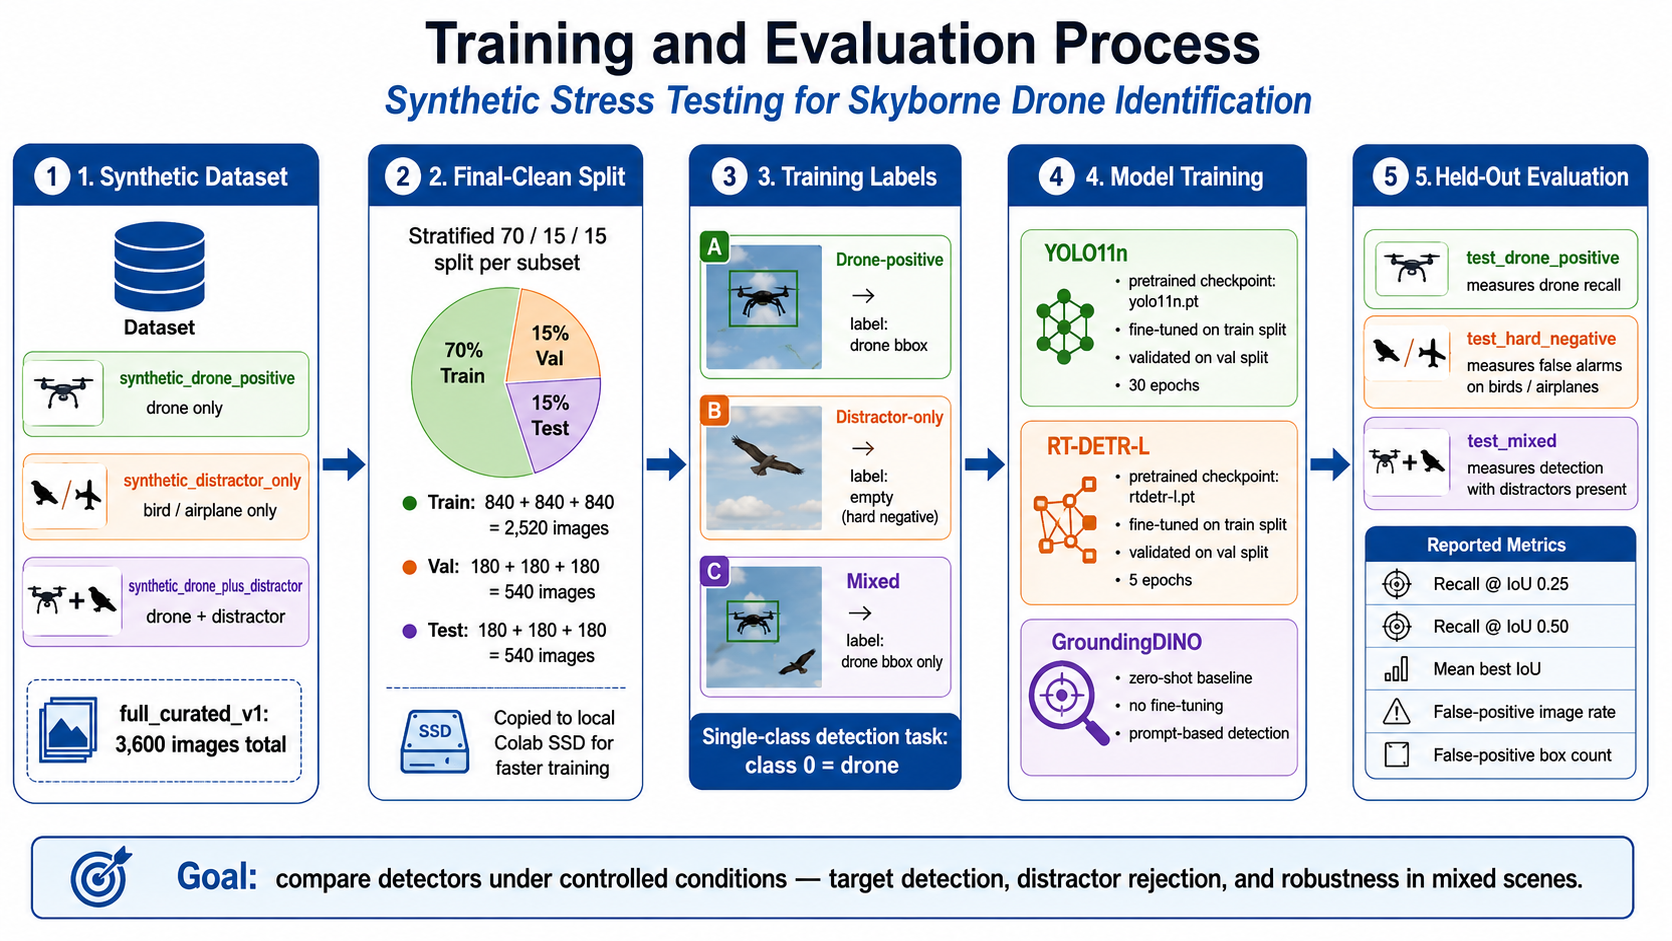 Training and Evaluation Process
Synthetic Stress Testing for Skyborne Drone Identification
1 1. Synthetic Dataset
Dataset
synthetic_drone_positive
drone only
synthetic_distractor_only
bird / airplane only
synthetic_drone_plus_distractor
drone + distractor
full_curated_v1:
3,600 images total
2 2. Final-Clean Split
Stratified 70 / 15 / 15
split per subset
70%
Train
15%
Val
15%
Test
Train: 840 + 840 + 840
= 2,520 images
Val: 180 + 180 + 180
= 540 images
Test: 180 + 180 + 180
= 540 images
SSD
Copied to local
Colab SSD for
faster training
3 3. Training Labels
A
Drone-positive
→
label:
drone bbox
B
Distractor-only
→
label:
empty
(hard negative)
C
Mixed
→
label:
drone bbox only
Single-class detection task:
class 0 = drone
4 4. Model Training
YOLO11n
• pretrained checkpoint:
yolo11n.pt
• fine-tuned on train split
• validated on val split
• 30 epochs
RT-DETR-L
• pretrained checkpoint:
rtdetr-l.pt
• fine-tuned on train split
• validated on val split
• 5 epochs
GroundingDINO
• zero-shot baseline
• no fine-tuning
• prompt-based detection
5 5. Held-Out Evaluation
test_drone_positive
measures drone recall
test_hard_negative
measures false alarms
on birds / airplanes
test_mixed
measures detection
with distractors present
Reported Metrics
Recall @ IoU 0.25
Recall @ IoU 0.50
Mean best IoU
False-positive image rate
False-positive box count
Goal: compare detectors under controlled conditions — target detection, distractor rejection, and robustness in mixed scenes.